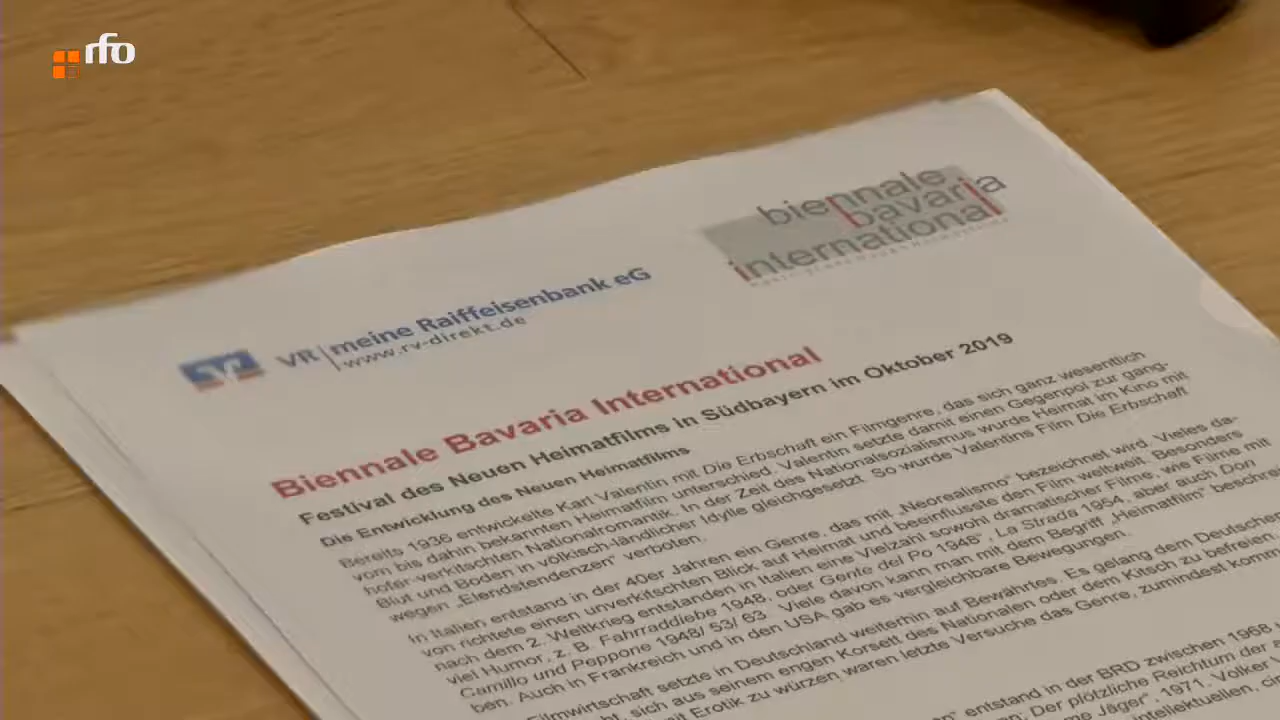 rfo
biennale
bavaria
international
VR | meine Raiffeisenbank eG
www.rv-direkt.de
Biennale Bavaria International
Festival des Neuen Heimatfilms in Südbayern im Oktober 2019
Die Entwicklung des Neuen Heimatfilms
Bereits 1936 entwickelte Karl Valentin mit Die Erbschaft ein Filmgenre, das sich ganz wesentlich
vom bis dahin bekannten Heimatfilm unterschied. Valentin setzte damit einen Gegenpol zur gang-
hofer-verkitschten Nationalromantik. In der Zeit des Nationalsozialismus wurde Heimat im Kino mit
Blut und Boden in völkisch-ländlicher Idylle gleichgesetzt. So wurde Valentins Film Die Erbschaft
wegen „Elendstendenzen“ verboten.
In Italien entstand in der 40er Jahren ein Genre, das mit „Neorealismo“ bezeichnet wird. Vieles da-
von richtete einen unverkitschten Blick auf Heimat und beeinflusste den Film weltweit. Besonders
nach dem 2. Weltkrieg entstanden in Italien eine Vielzahl sowohl dramatischer Filme, wie Filme mit
viel Humor, z. B. Fahrraddiebe 1948, oder Gente del Po 1948“, La Strada 1954, aber auch Don
Camillo und Peppone 1948/ 53/ 63. Viele davon kann man mit dem Begriff „Heimatfilm“ beschrei
ben. Auch in Frankreich und in den USA gab es vergleichbare Bewegungen.
Filmwirtschaft setzte in Deutschland weiterhin auf Bewährtes. Es gelang dem Deutschen
ht, sich aus seinem engen Korsett des Nationalen oder dem Kitsch zu befreien.
it Erotik zu würzen waren letzte Versuche das Genre, zumindest komm
“ entstand in der BRD zwischen 1968
Der plötzliche Reichtum der
ne Jäger“, 1971, Volker
ntellektuallen, ci